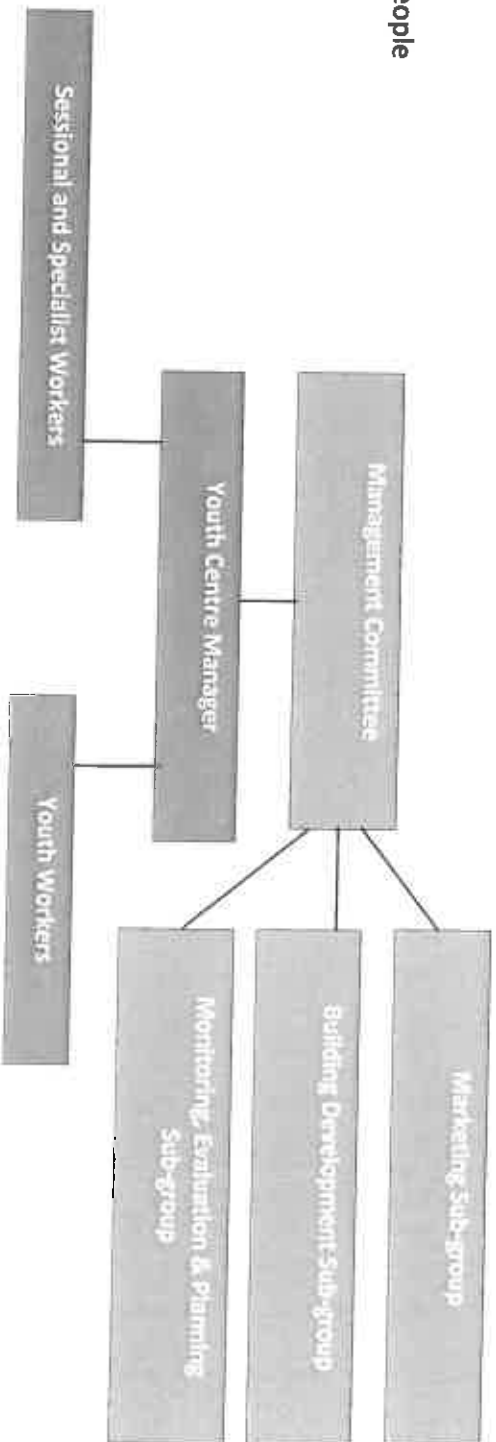 eople
Management Committee
Marketing Sub-group
Building Development Sub-group
Monitoring, Evaluation & Planning
Sub-group
Youth Centre Manager
Sessional and Specialist Workers
Youth Workers